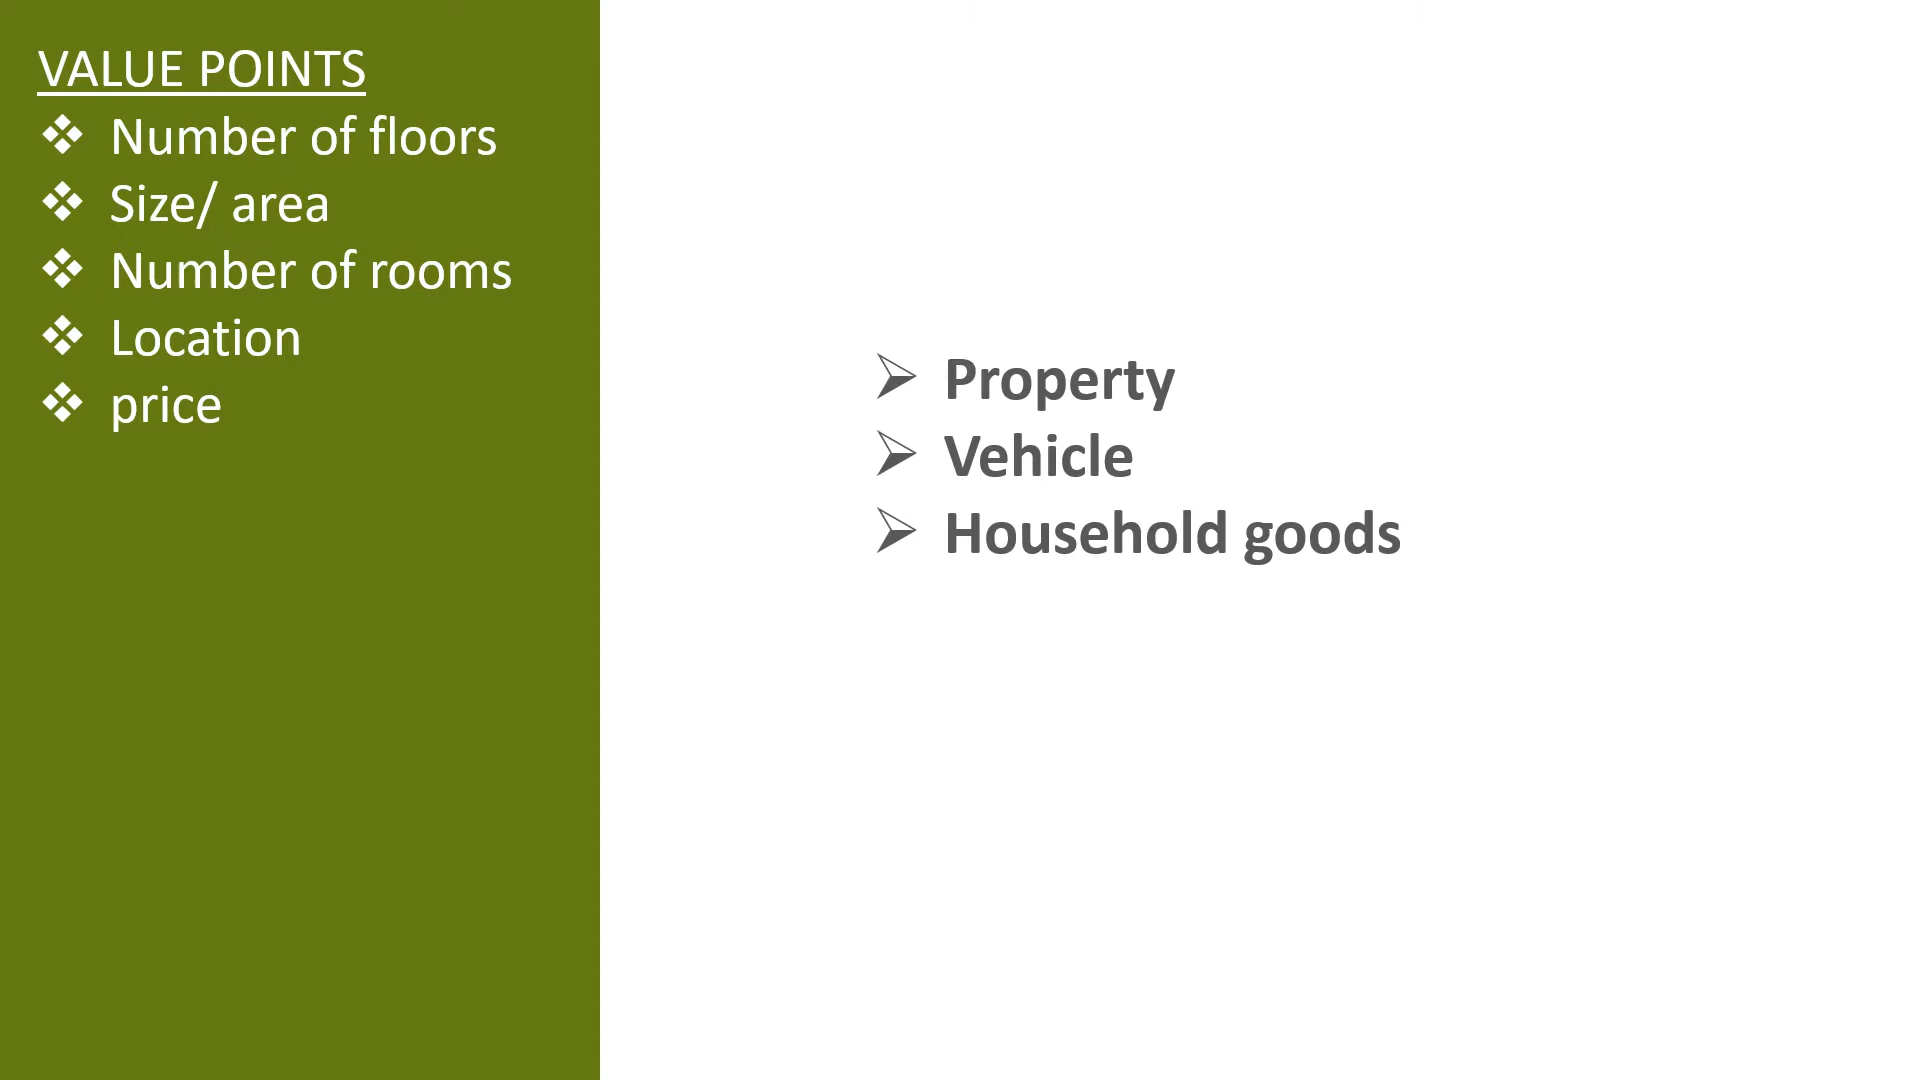 VALUE POINTS
❖ Number of floors
❖ Size/ area
❖ Number of rooms
❖ Location
❖ price
➢ Property
➢ Vehicle
➢ Household goods